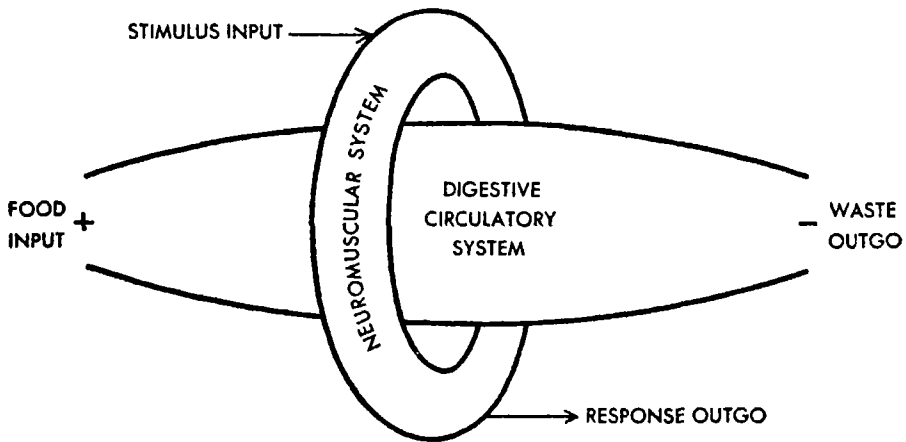 STIMULUS INPUT
NEUROMUSCULAR SYSTEM
FOOD
INPUT
+
DIGESTIVE
CIRCULATORY
SYSTEM
−
WASTE
OUTGO
RESPONSE OUTGO